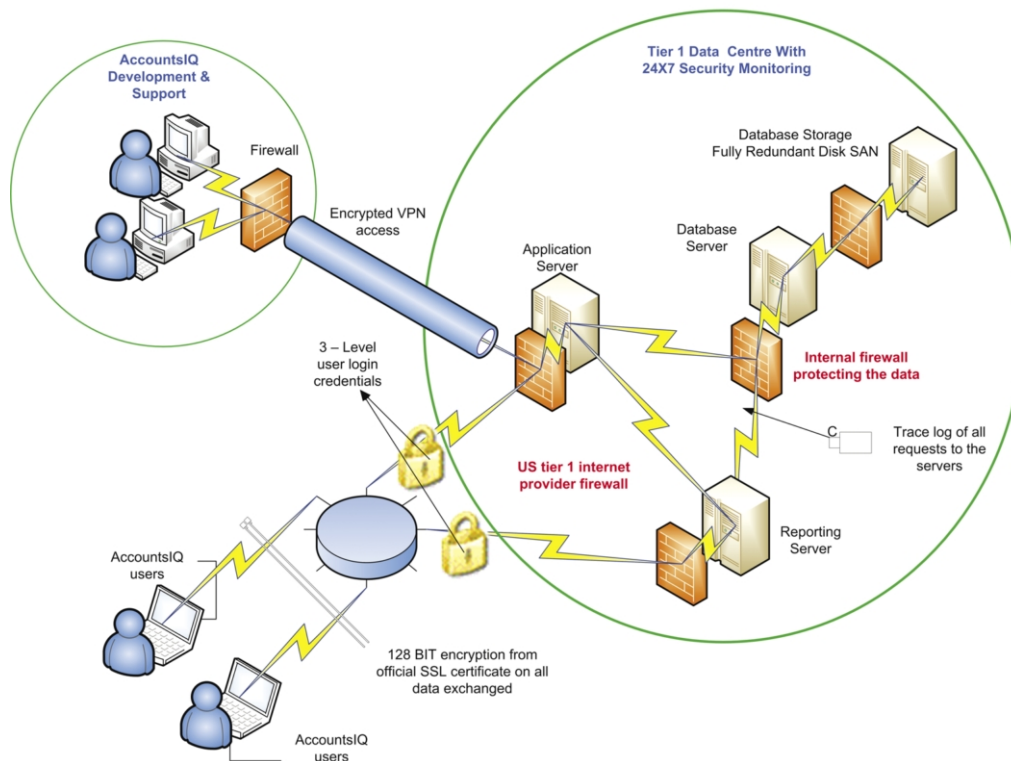 AccountsIQ
Development &
Support
Tier 1 Data  Centre With
24X7 Security Monitoring
Firewall
Database Storage
Fully Redundant Disk SAN
Encrypted VPN
access
Application
Server
Database
Server
3 – Level
user login
credentials
Internal firewall
protecting the data
C
Trace log of all
requests to the
servers
US tier 1 internet
provider firewall
Reporting
Server
AccountsIQ
users
128 BIT encryption from
official SSL certificate on all
data exchanged
AccountsIQ
users